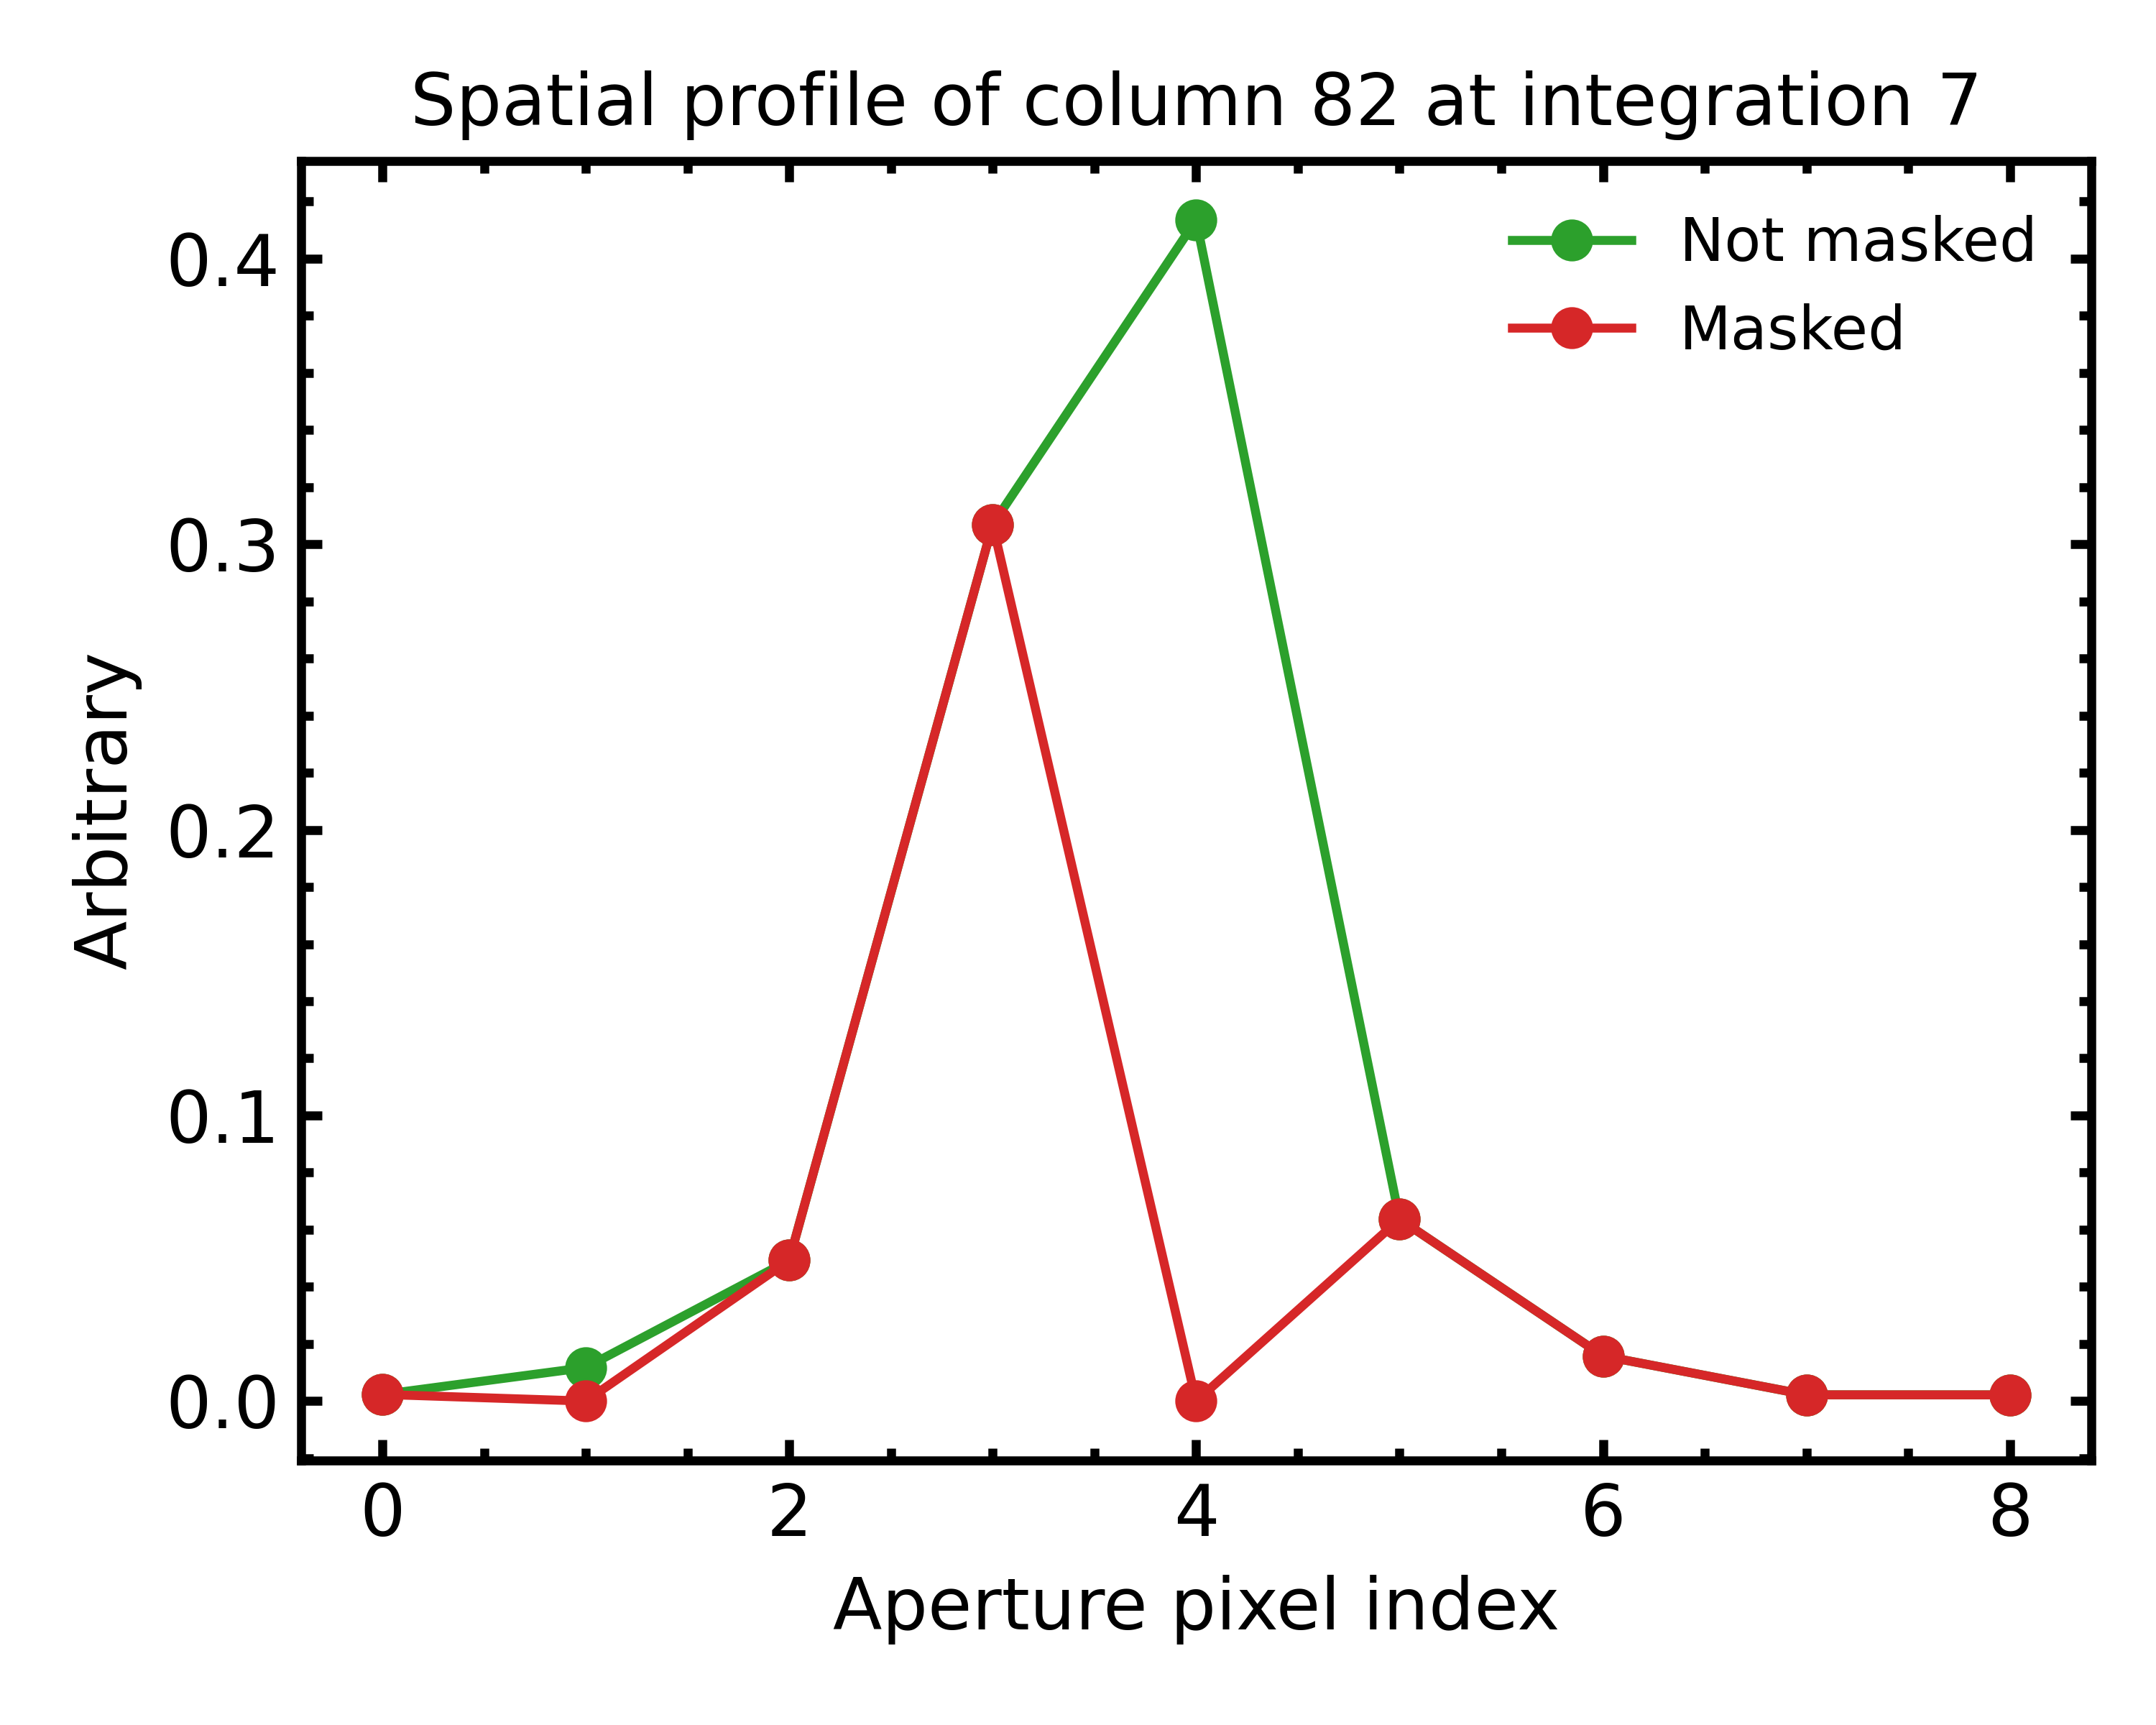 Spatial profile of column 82 at integration 7
Not masked
Masked
0.4
0.3
0.2
0.1
0.0
Arbitrary
0 2 4 6 8
Aperture pixel index